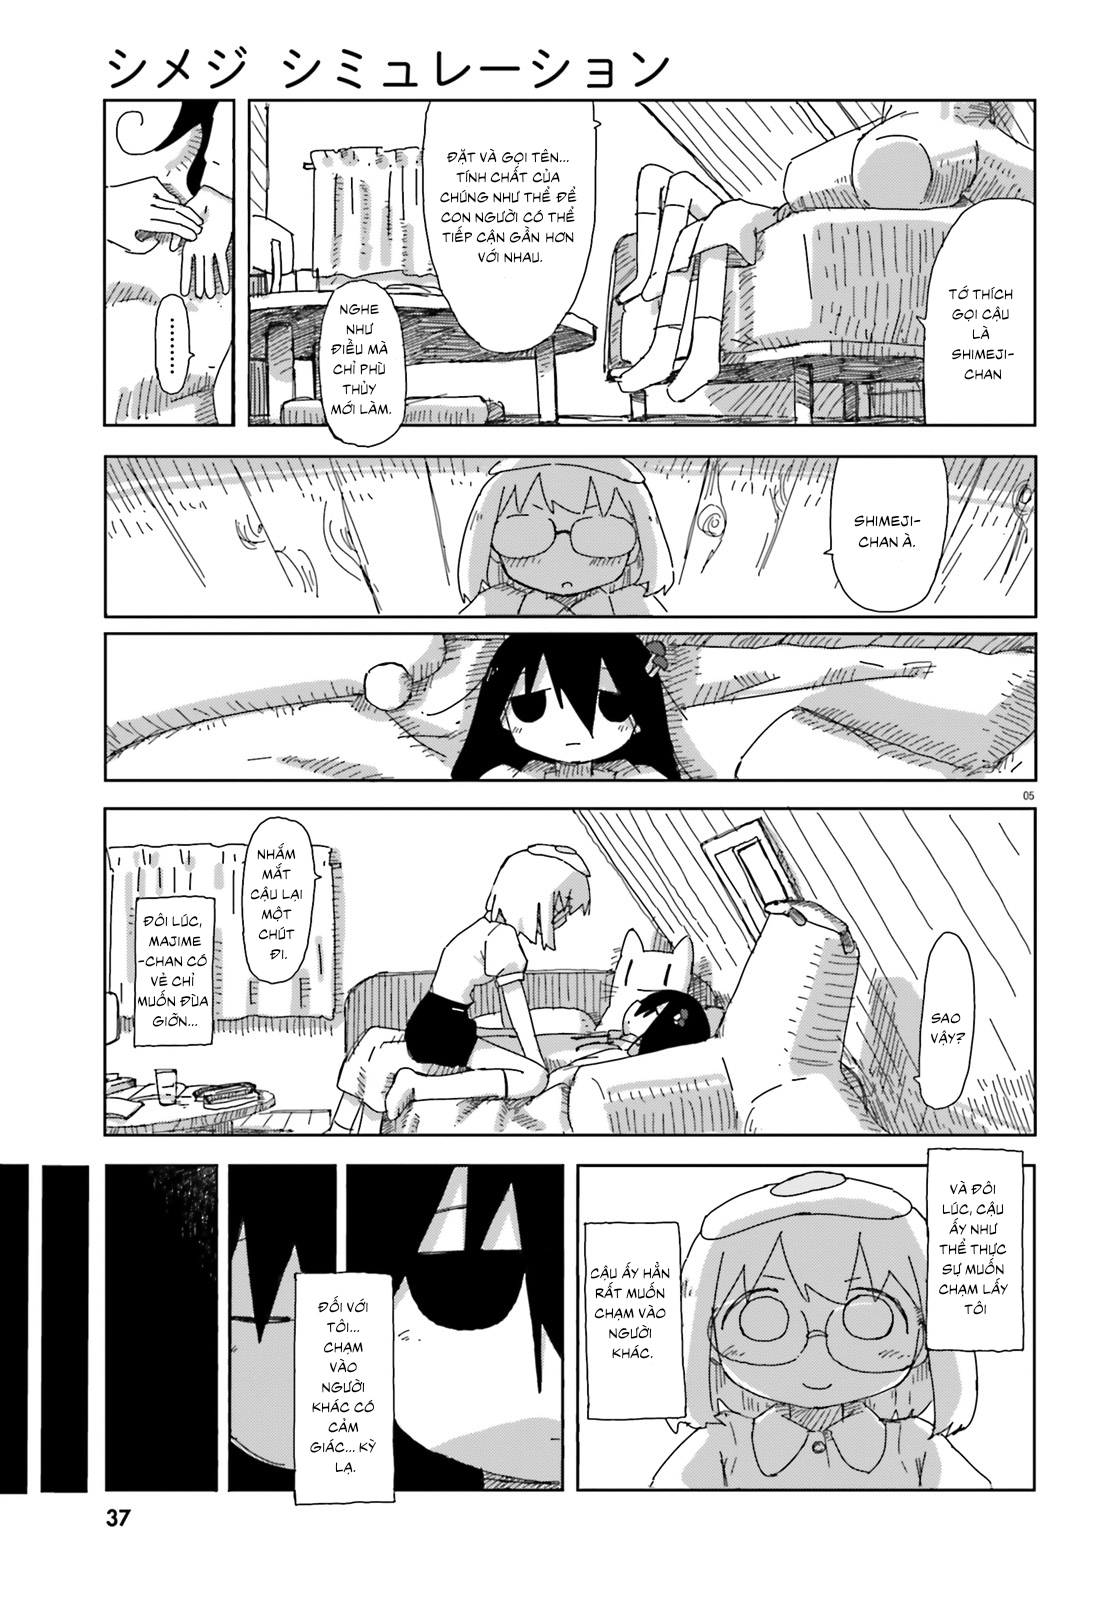 シメジ シミュレーション
TỚ THÍCH
GỌI CẬU
LÀ
SHIMEJI-
CHAN
ĐẶT VÀ GỌI TÊN...
TÍNH CHẤT CỦA
CHÚNG NHƯ THỂ ĐỂ
CON NGƯỜI CÓ THỂ
TIẾP CẬN GẦN HƠN
VỚI NHAU.
NGHE
NHƯ
ĐIỀU MÀ
CHỈ PHÙ
THỦY
MỚI LÀM.
.........
SHIMEJI-
CHAN À.
05
SAO
VẬY?
NHẮM
MẮT
CẬU LẠI
MỘT
CHÚT
ĐI.
ĐÔI LÚC,
MAJIME
-CHAN CÓ
VẺ CHỈ
MUỐN ĐÙA
GIỠN...
VÀ ĐÔI
LÚC, CẬU
ẤY NHƯ
THỂ THỰC
SỰ MUỐN
CHẠM LẤY
TÔI
CẬU ẤY HẲN
RẤT MUỐN
CHẠM VÀO
NGƯỜI
KHÁC.
ĐỐI VỚI
TÔI...
CHẠM
VÀO
NGƯỜI
KHÁC CÓ
CẢM
GIÁC... KỲ
LẠ.
37